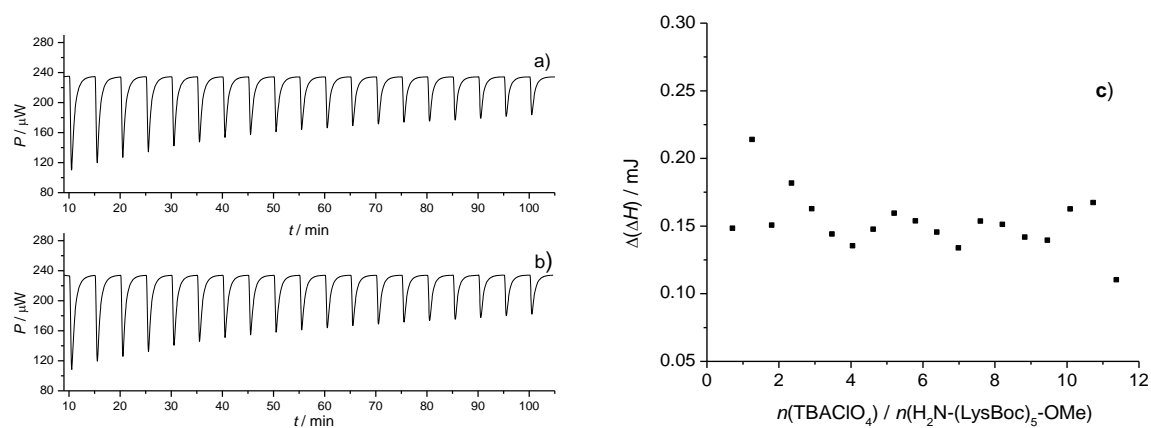 a)
P / μW
280
240
200
160
120
80
10 20 30 40 50 60 70 80 90 100
t / min
b)
P / μW
280
240
200
160
120
80
10 20 30 40 50 60 70 80 90 100
t / min
c)
Δ(ΔH) / mJ
0.30
0.25
0.20
0.15
0.10
0.05
0 2 4 6 8 10 12
n(TBAClO₄) / n(H₂N-(LysBoc)₅-OMe)